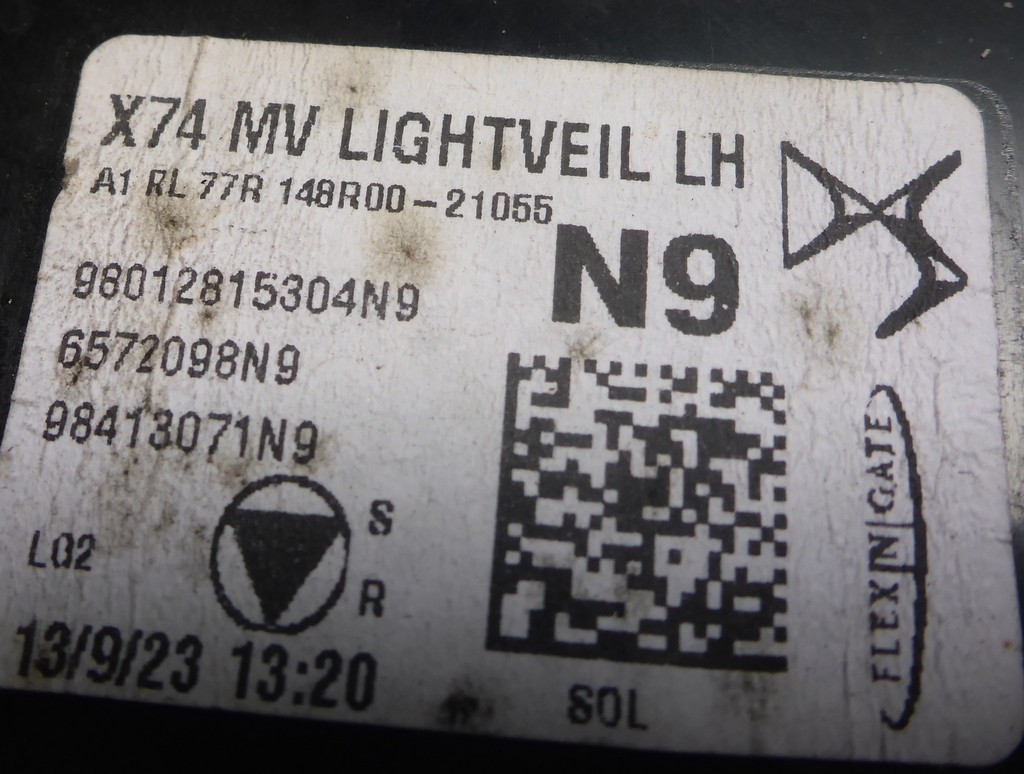 X74 MV LIGHTVEIL LH
A1 RL 77R 148R00-21055
N9
98012815304N9
6572098N9
98413071N9
S
R
LQ2
13/9/23 13:20
SOL
FLEX|N|GATE